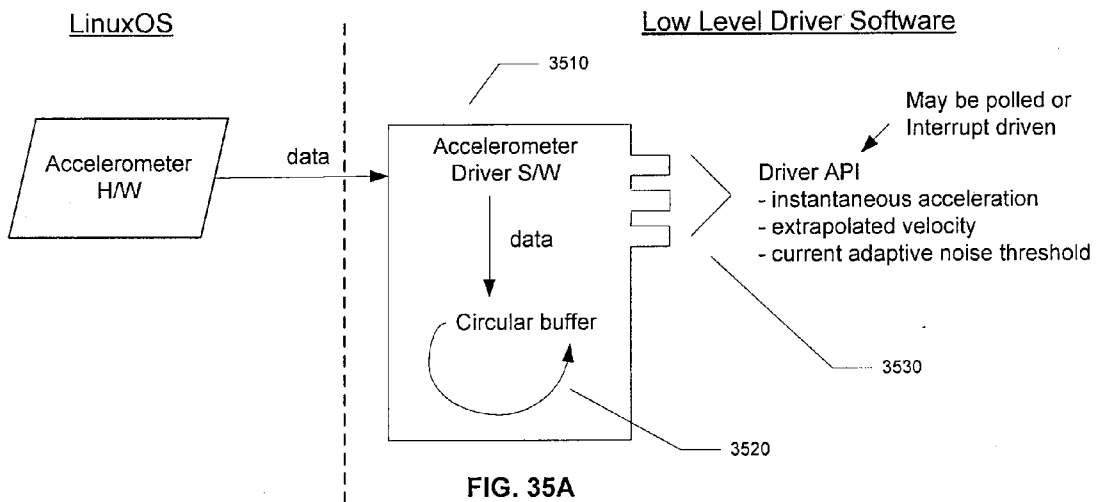 LinuxOS
Low Level Driver Software
3510
May be polled or
Interrupt driven
Accelerometer
H/W
data
Accelerometer
Driver S/W
data
Circular buffer
Driver API
- instantaneous acceleration
- extrapolated velocity
- current adaptive noise threshold
3530
3520
FIG. 35A